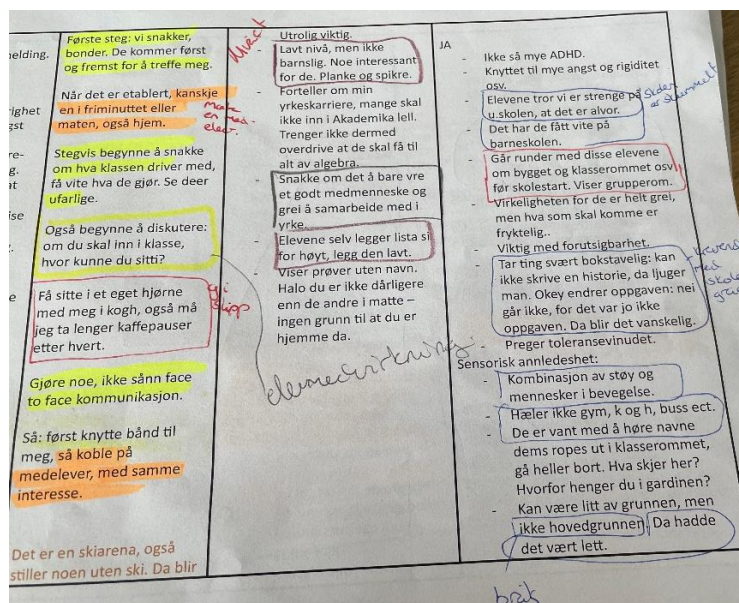 elding.
righet
gst
re-
g.
at
ise
e
Første steg: vi snakker,
bonder. De kommer først
og fremst for å treffe meg.
Når det er etablert, kanskje
en i friminuttet eller
maten, også hjem.
Stegvis begynne å snakke
om hva klassen driver med,
få vite hva de gjør. Se deer
ufarlige.
Også begynne å diskutere:
om du skal inn i klasse,
hvor kunne du sitti?
Få sitte i et eget hjørne
med meg i kogh, også må
jeg ta lenger kaffepauser
etter hvert.
gi
slipp
Gjøre noe, ikke sånn face
to face kommunikasjon.
Så: først knytte bånd til
meg, så koble på
medelever, med samme
interesse.
Det er en skiarena, også
stiller noen uten ski. Da blir
Utrolig viktig.
- Lavt nivå, men ikke
barnslig. Noe interessant
for de. Planke og spikre.
- Forteller om min
yrkeskarriere, mange skal
ikke inn i Akademika lell.
Trenger ikke dermed
overtrive at de skal få til
alt av algebra.
- Snakke om det å bare vre
et godt medmenneske og
grei å samarbeide med i
yrke.
- Elevene selv legger lista si
for høyt, legg den lavt.
- Viser prøver uten navn.
Halo du er ikke dårligere
enn de andre i matte –
ingen grunn til at du er
hjemme da.
elevmedvirkning
JA
- Ikke så mye ADHD.
- Knyttet til mye angst og rigiditet
osv.
- Elevene tror vi er strenge på
u.skolen, at det er alvor.
- Det har de fått vite på
barneskolen.
- Går runder med disse elevene
om bygget og klasserommet osv
før skolestart. Viser grupperom.
- Virkeligheten for de er helt grei,
men hva som skal komme er
fryktelig..
- Viktig med forutsigbarhet.
- Tar ting svært bokstavelig: kan
ikke skrive en historie, da ljuger
man. Okey endrer oppgaven: nei
går ikke, for det var jo ikke
oppgaven. Da blir det vanskelig.
- Preger toleransevinudet.
Sensorisk annledeshet:
- Kombinasjon av støy og
mennesker i bevegelse.
- Hæler ikke gym, k og h, buss ect.
- De er vant med å høre navne
dems ropes ut i klasserommet,
gå heller bort. Hva skjer her?
Hvorfor henger du i gardinen?
- Kan være litt av grunnen, men
ikke hovedgrunnen. Da hadde
det vært lett.